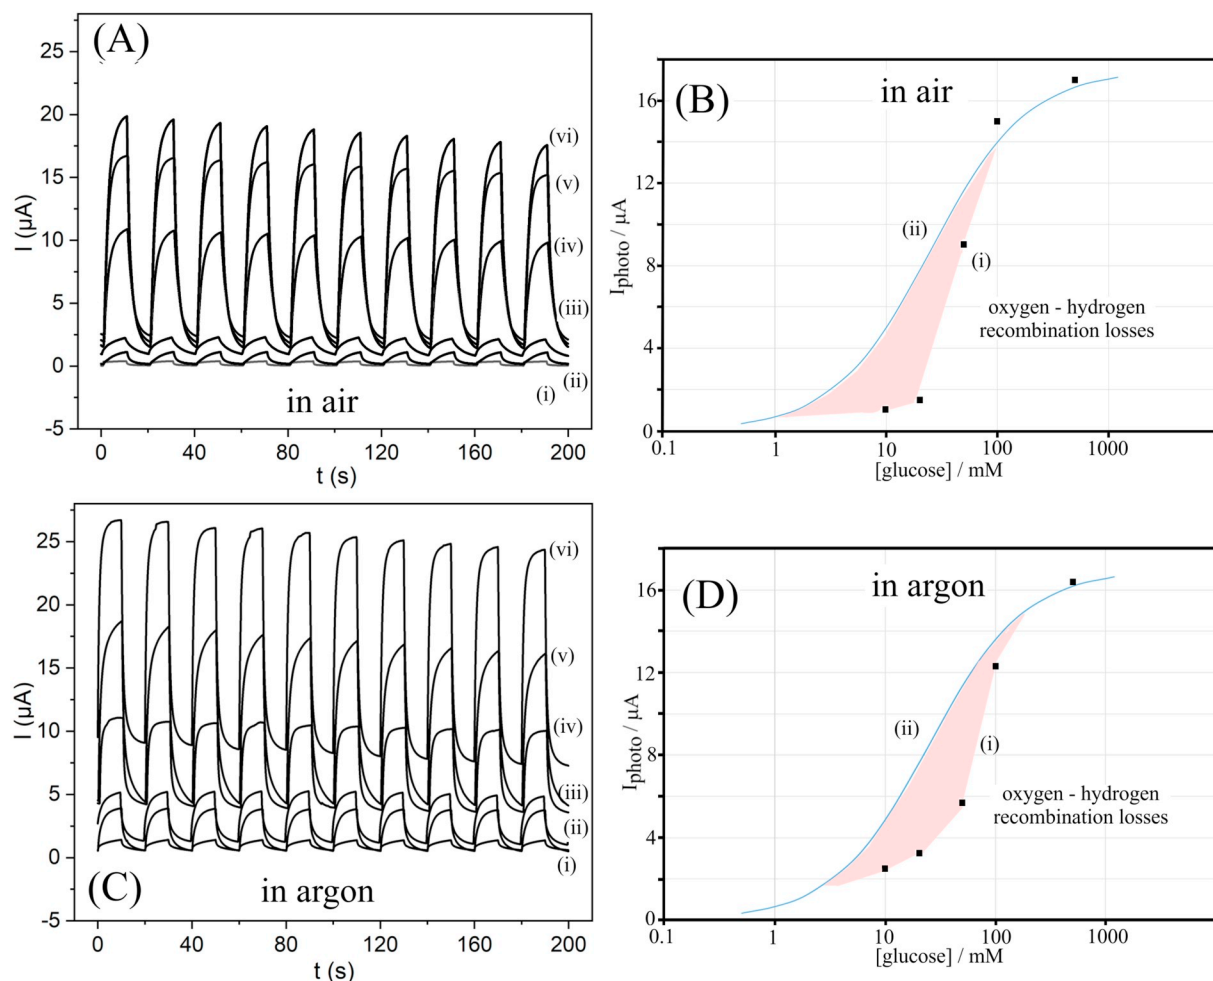 (A)
25
20
15
10
5
0
-5
I (μA)
(vi)
(v)
(iv)
(iii)
(ii)
(i)
in air
0
40
80
120
160
200
t (s)
(B)
in air
16
12
8
4
0
Iphoto / μA
(ii)
(i)
oxygen - hydrogen
recombination losses
0.1
1
10
100
1000
[glucose] / mM
(C)
25
20
15
10
5
0
-5
I (μA)
(vi)
(v)
(iv)
(iii)
(ii)
(i)
in argon
0
40
80
120
160
200
t (s)
(D)
in argon
16
12
8
4
0
Iphoto / μA
(ii)
(i)
oxygen - hydrogen
recombination losses
0.1
1
10
100
1000
[glucose] / mM